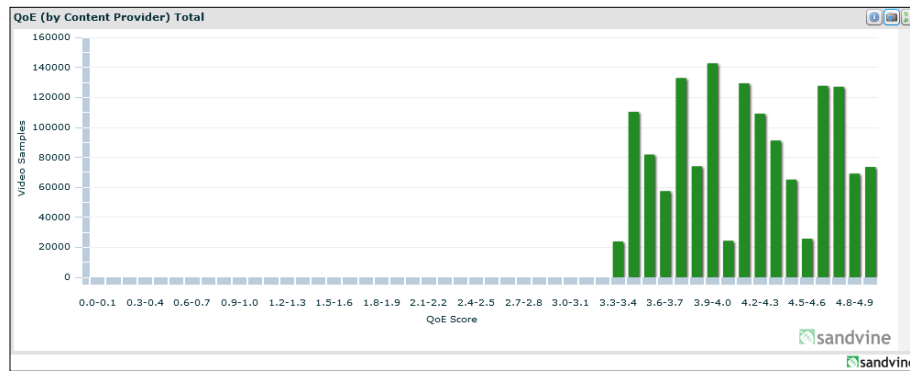 QoE (by Content Provider) Total
160000
140000
120000
100000
80000
60000
40000
20000
0
Video Samples
0.0-0.1 0.3-0.4 0.6-0.7 0.9-1.0 1.2-1.3 1.5-1.6 1.8-1.9 2.1-2.2 2.4-2.5 2.7-2.8 3.0-3.1 3.3-3.4 3.6-3.7 3.9-4.0 4.2-4.3 4.5-4.6 4.8-4.9
QoE Score
sandvine
sandvine